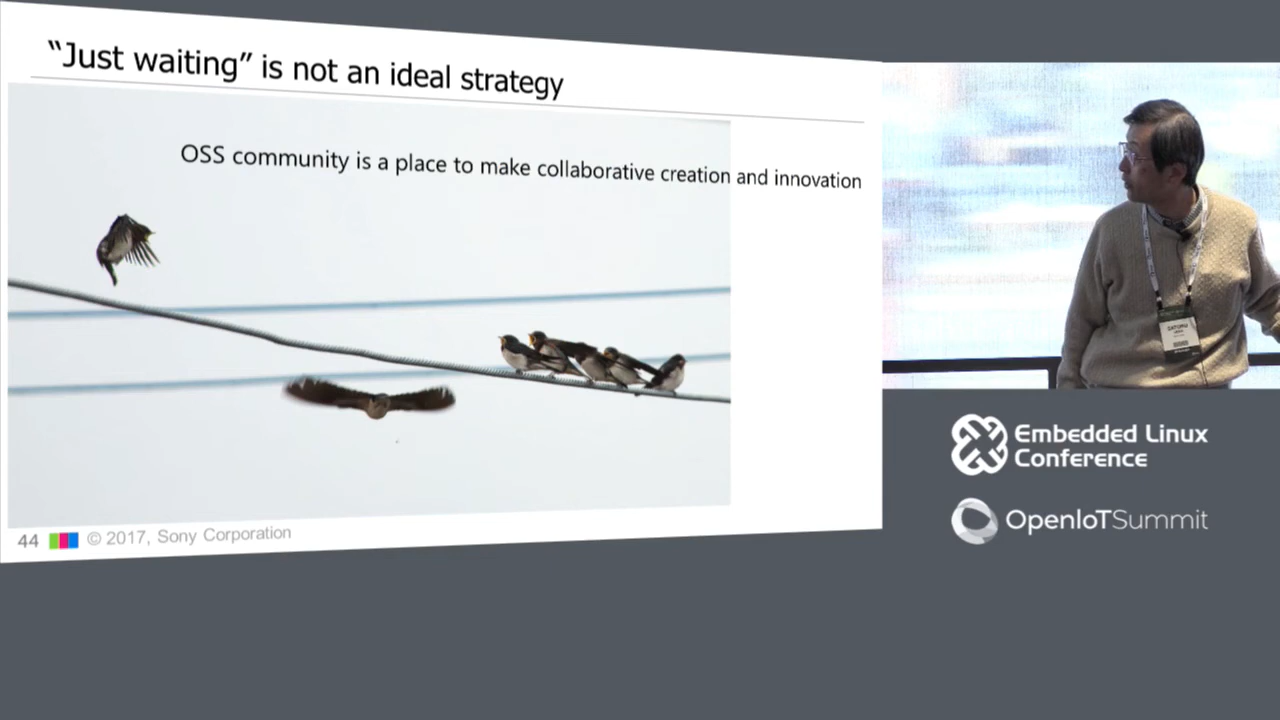 “Just waiting” is not an ideal strategy
OSS community is a place to make collaborative creation and innovation
44 © 2017, Sony Corporation
SATORU
Embedded Linux
Conference
OpenIoTSummit